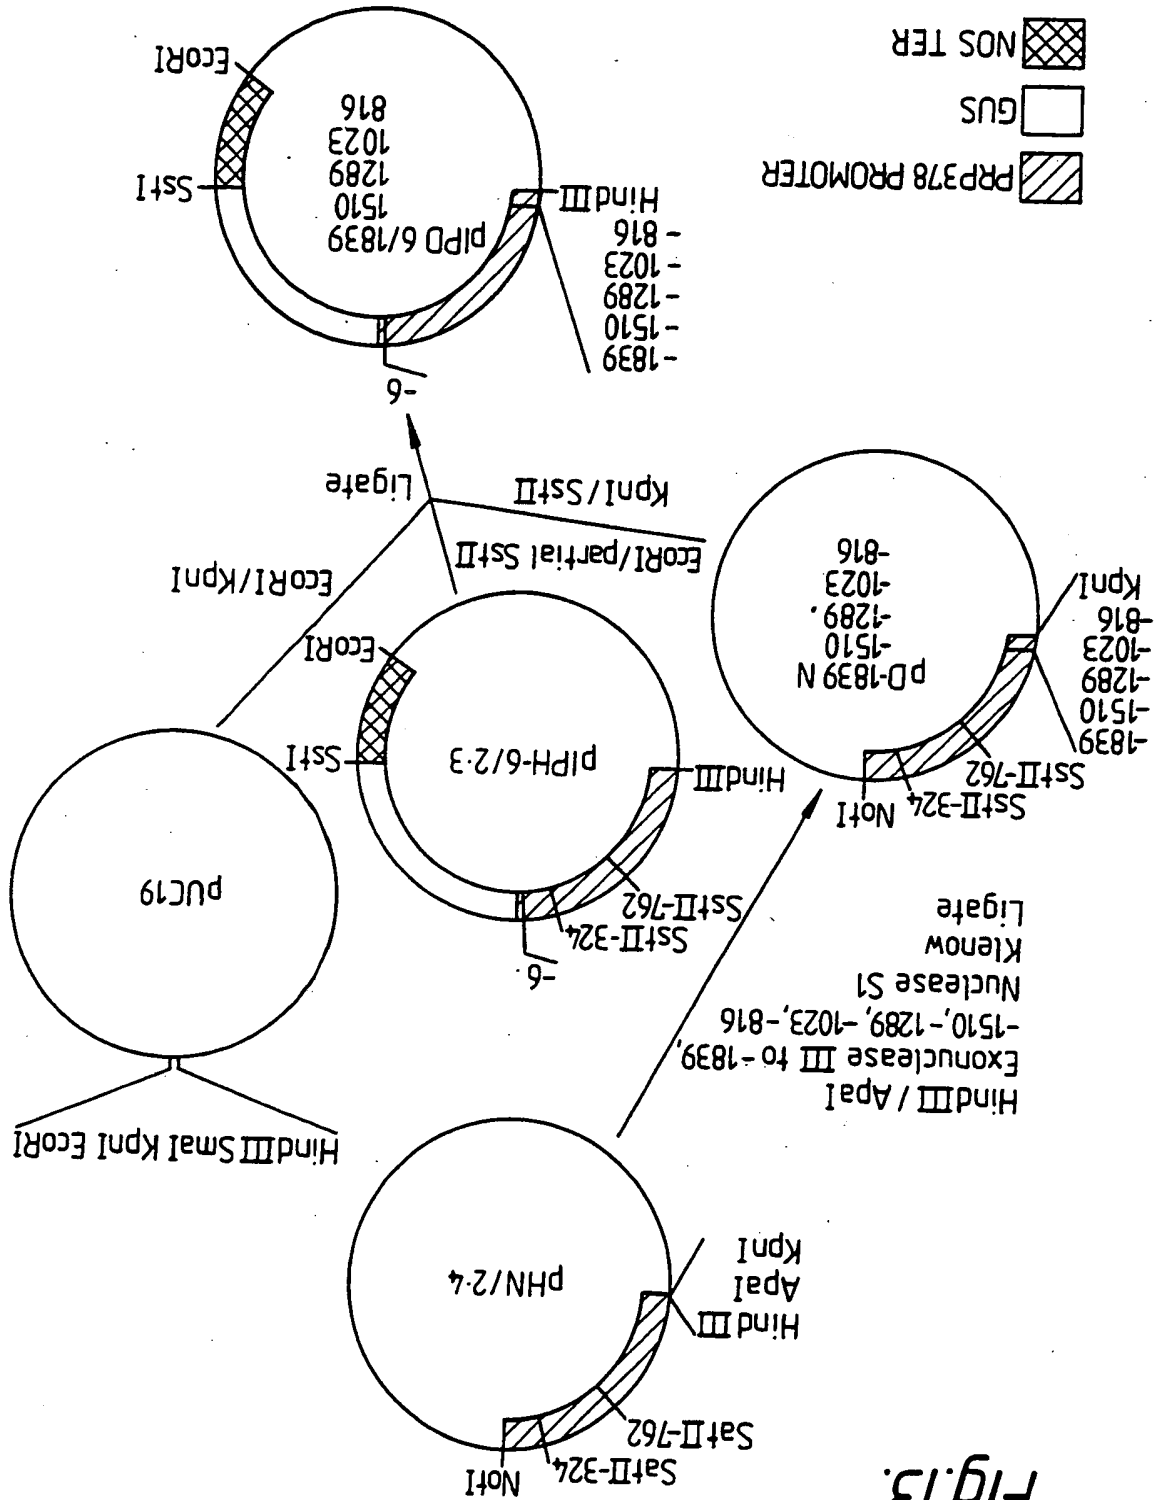 Fig.13.
NotI
SatII-324
SatII-762
HindIII
ApaI
KpnI
pHN/2·4
HindIII SmaI KpnI EcoRI
pUC19
HindIII / ApaI
Exonuclease III to -1839,
-1510,-1289,-1023,-816
Nuclease S1
Klenow
Ligate
-6
SstII-324
SstII-762
HindIII
pIPH-6/2·3
SstI
EcoRI
NotI
SstII-324
SstII-762
-1839
-1510
-1289
-1023
-816
KpnI
pD-1839 N
-1510
-1289
-1023
-816
EcoRI/KpnI
EcoRI/partial SstII
KpnI/SstII
Ligate
-6
-1839
-1510
-1289
-1023
-816
HindIII
pIPD 6/1839
1510
1289
1023
816
SstI
EcoRI
PRP378 PROMOTER
GUS
NOS TER